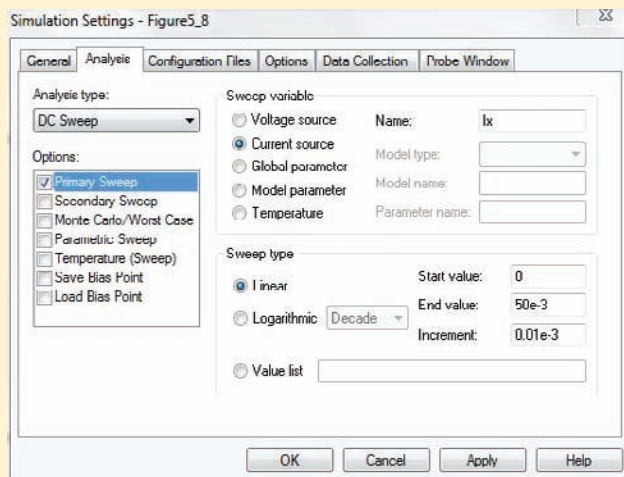 Simulation Settings - Figure5_8
General
Analysis
Configuration Files
Options
Data Collection
Probe Window
Analysis type:
DC Sweep
Options:
Primary Sweep
Secondary Sweep
Monte Carlo/Worst Case
Parametric Sweep
Temperature (Sweep)
Save Bias Point
Load Bias Point
Sweep variable
Voltage source
Current source
Global parameter
Model parameter
Temperature
Name:
Ix
Model type:
Model name:
Parameter name:
Sweep type
Linear
Logarithmic
Decade
Value list
Start value:
0
End value:
50e-3
Increment:
0.01e-3
OK
Cancel
Apply
Help